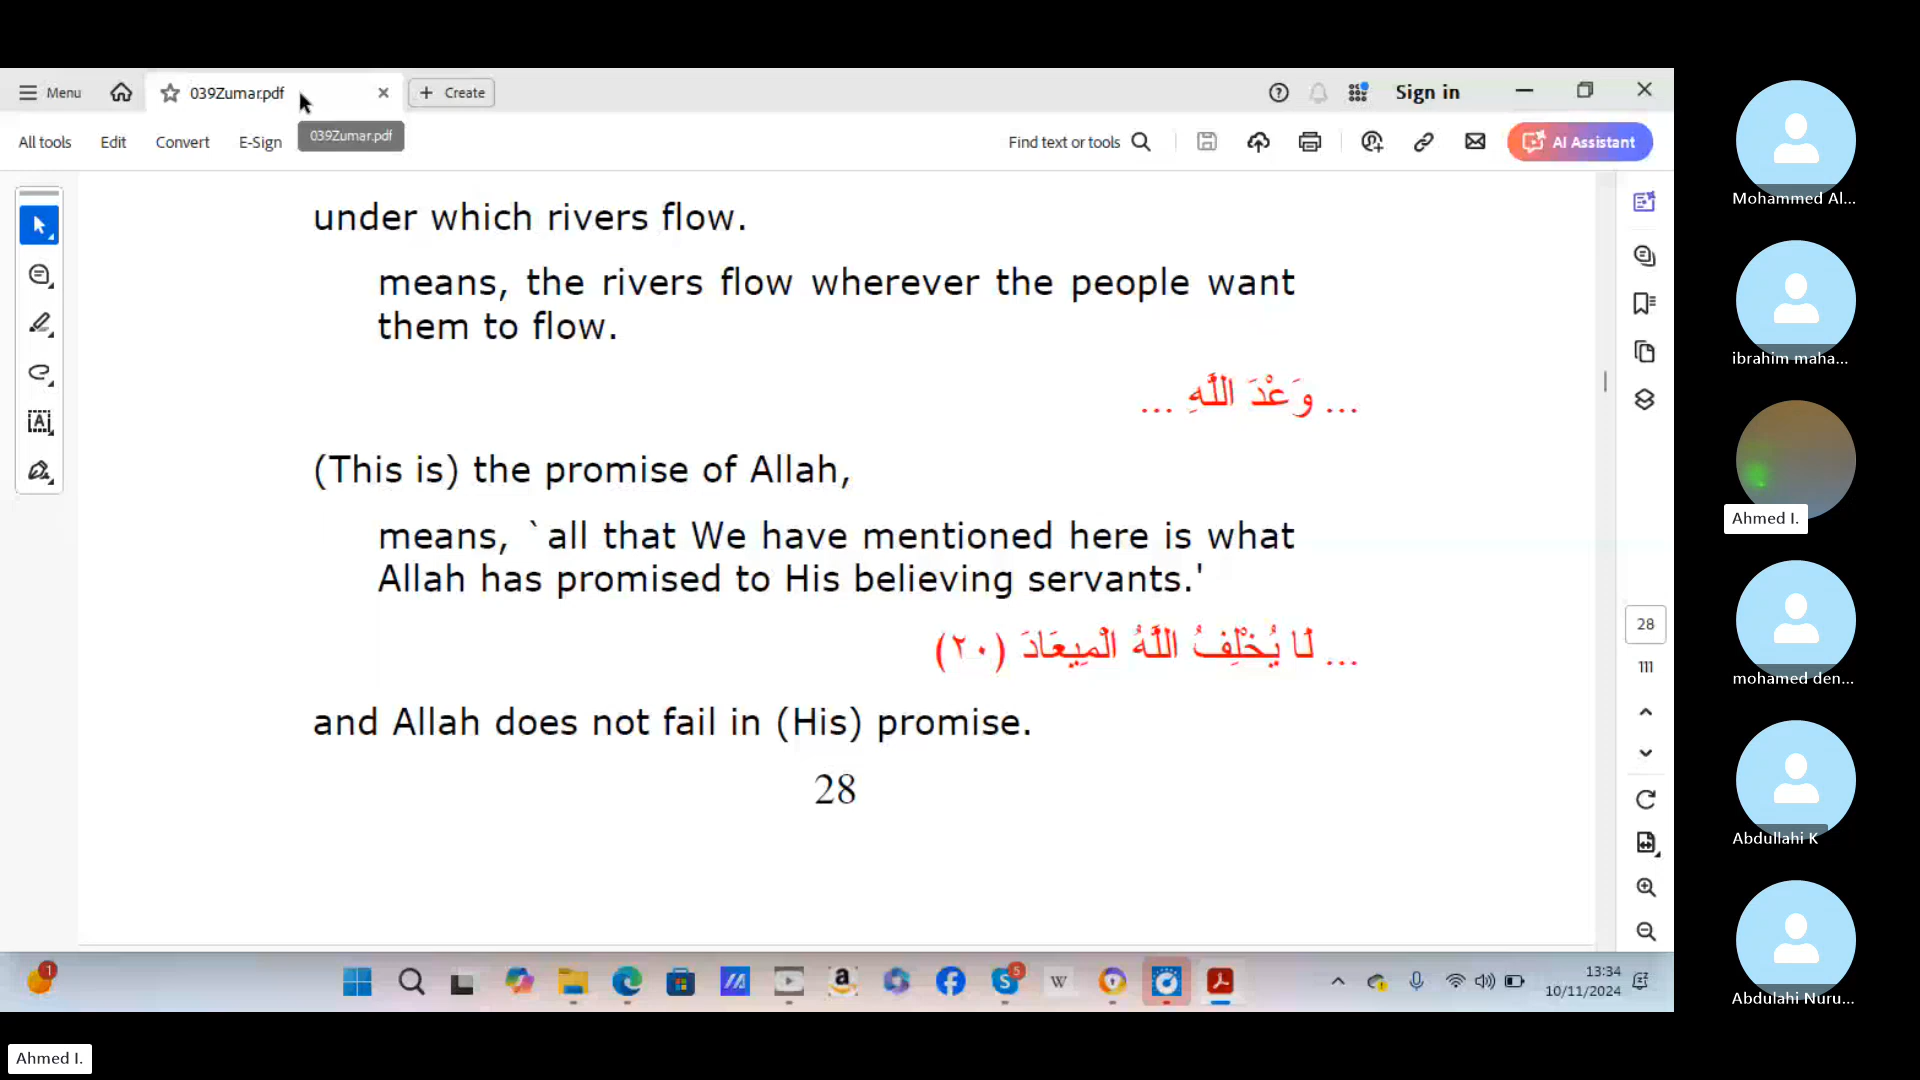 Menu
039Zumar.pdf
Create
Sign in
All tools
Edit
Convert
E-Sign
039Zumar.pdf
Find text or tools
AI Assistant
under which rivers flow.
means, the rivers flow wherever the people want
them to flow.
... وَعْدَ اللَّهِ ...
(This is) the promise of Allah,
means, `all that We have mentioned here is what
Allah has promised to His believing servants.'
... لَا يُخْلِفُ اللَّهُ الْمِيعَادَ (٢٠)
and Allah does not fail in (His) promise.
28
28
111
1
5
W
13:34
10/11/2024
Mohammed Al...
ibrahim maha...
Ahmed I.
mohamed den...
Abdullahi K
Abdulahi Nuru...
Ahmed I.